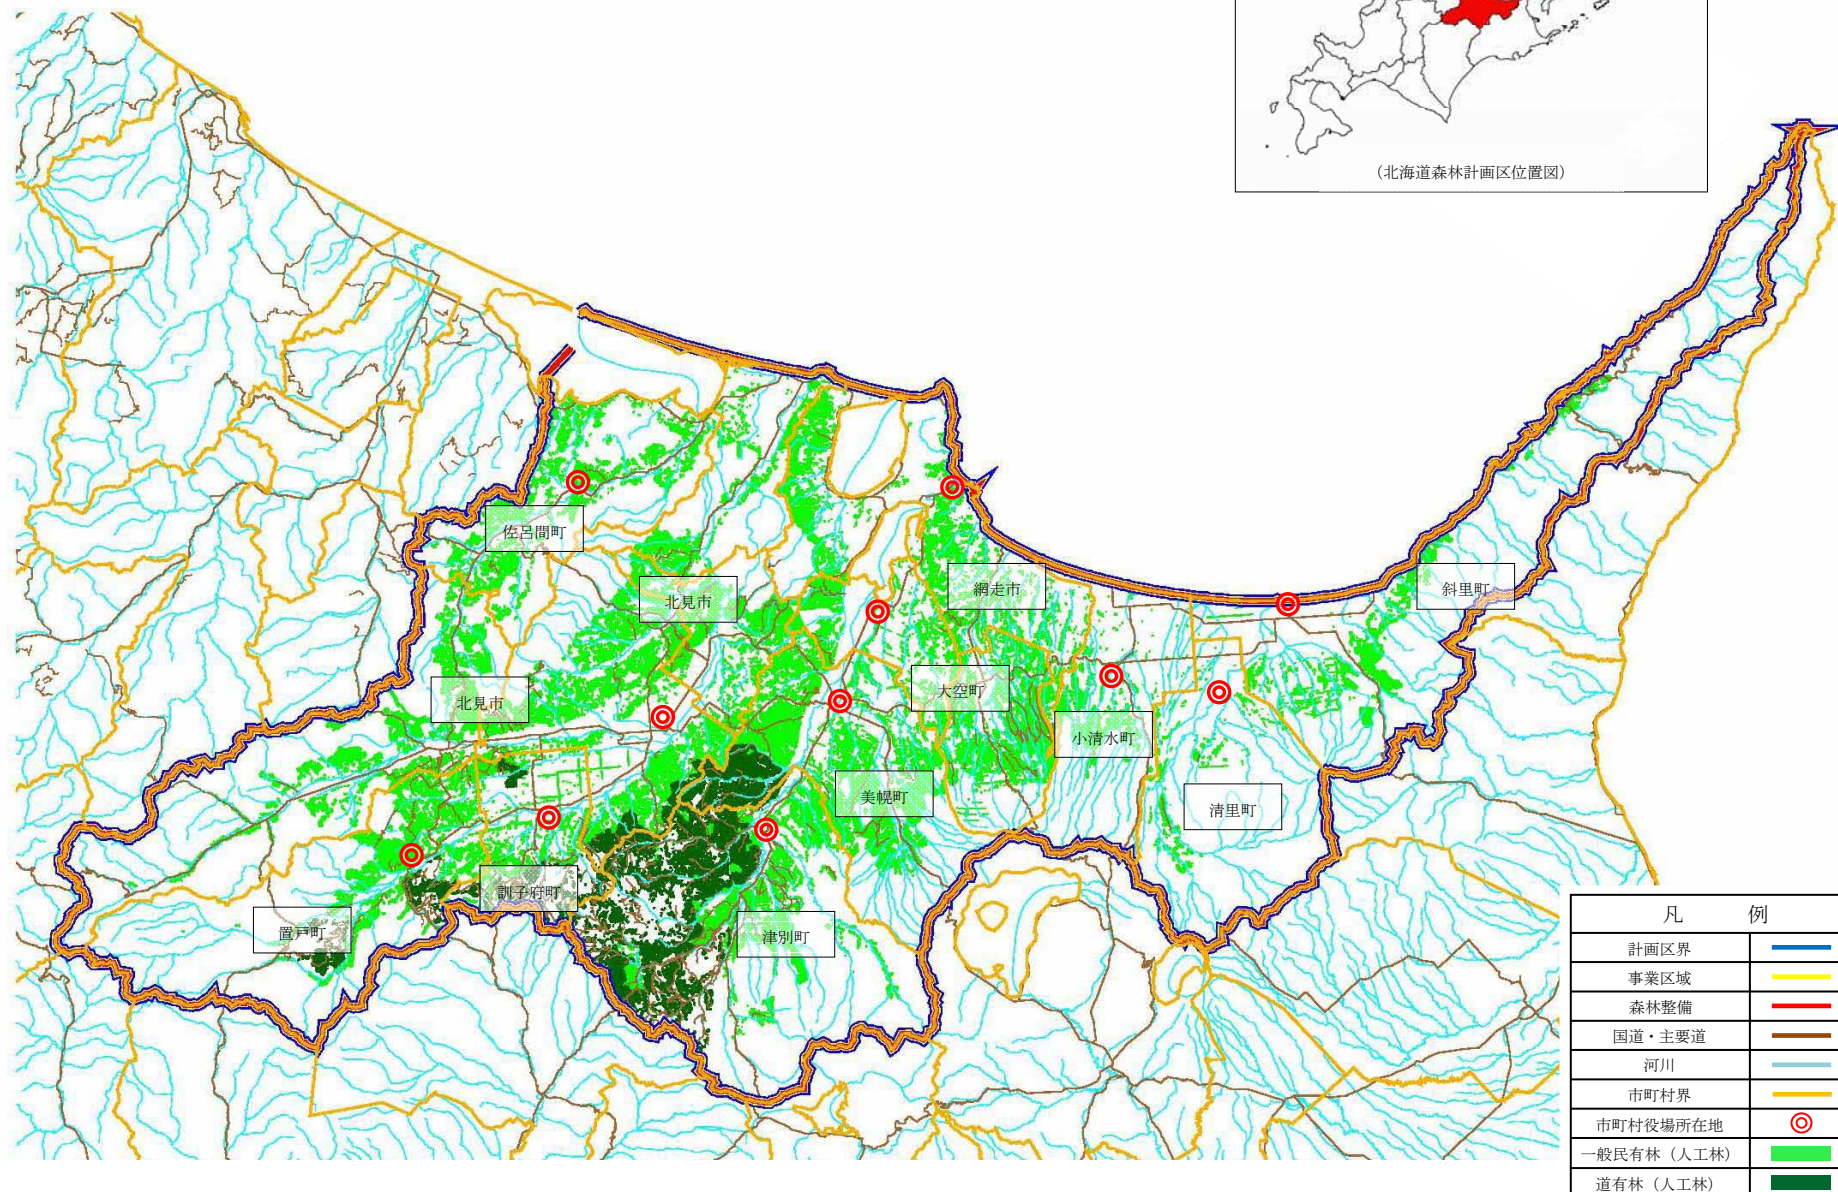 （北海道森林計画区位置図）
佐呂間町
北見市
網走市
斜里町
北見市
大空町
小清水町
美幌町
清里町
訓子府町
置戸町
津別町
凡　例
計画区界
事業区域
森林整備
国道・主要道
河川
市町村界
市町村役場所在地
一般民有林（人工林）
道有林（人工林）